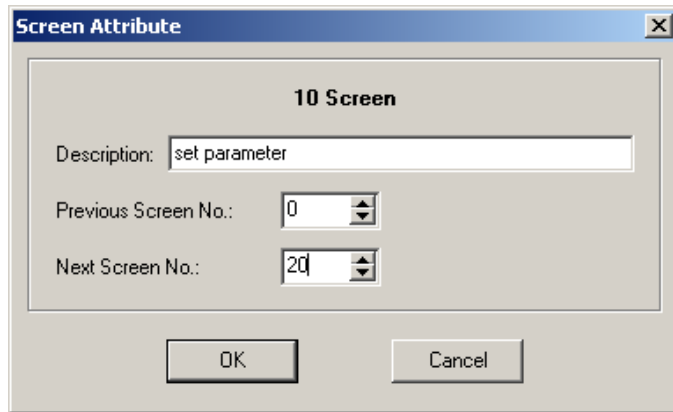 Screen Attribute
10 Screen
Description: set parameter
Previous Screen No.: 0
Next Screen No.: 20
OK Cancel